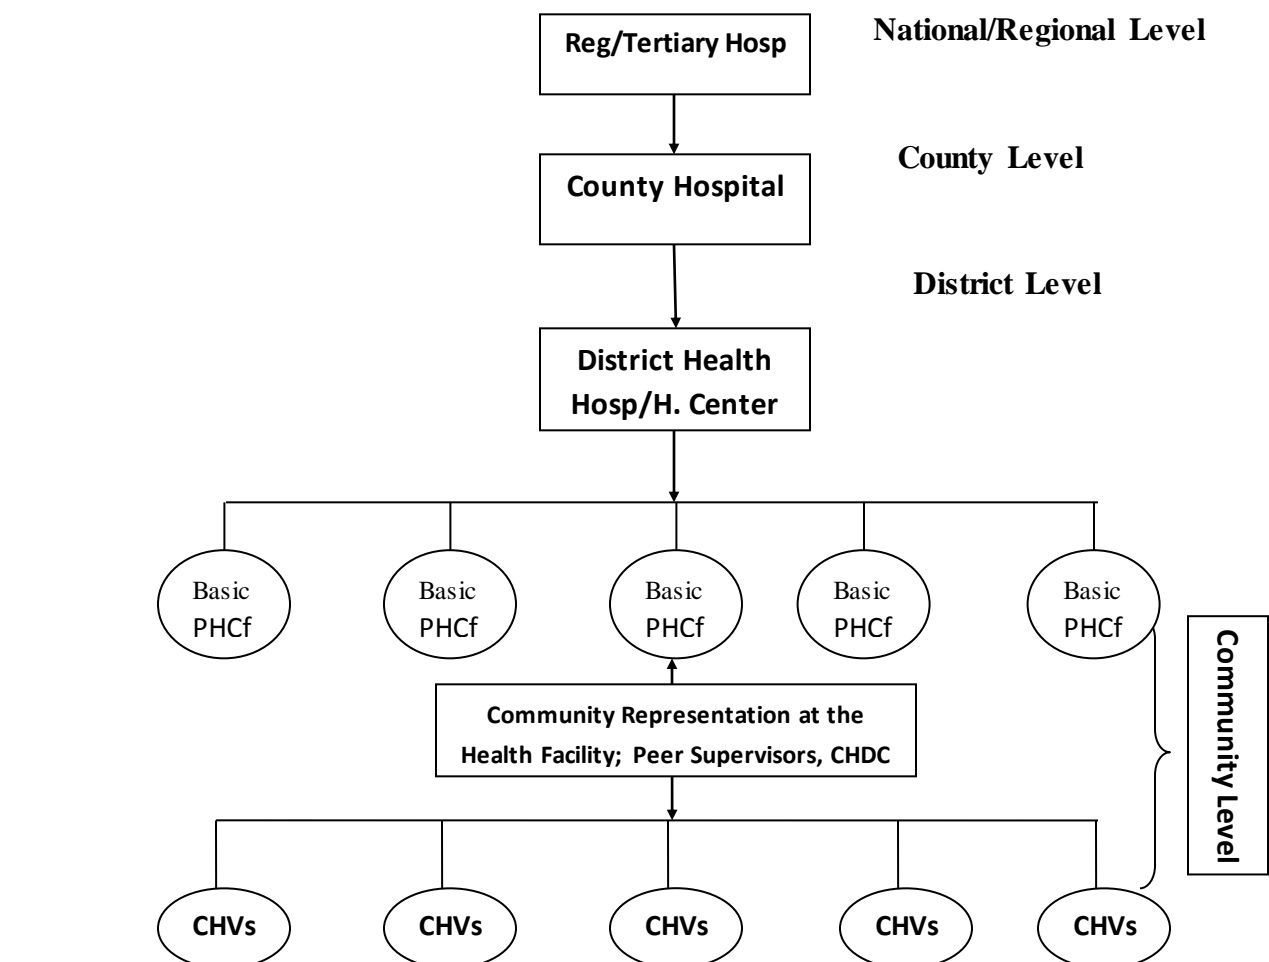 Reg/Tertiary Hosp
National/Regional Level
County Level
County Hospital
District Level
District Health
Hosp/H. Center
Basic
PHCf
Basic
PHCf
Basic
PHCf
Basic
PHCf
Basic
PHCf
Community Representation at the
Health Facility; Peer Supervisors, CHDC
Community Level
CHVs
CHVs
CHVs
CHVs
CHVs